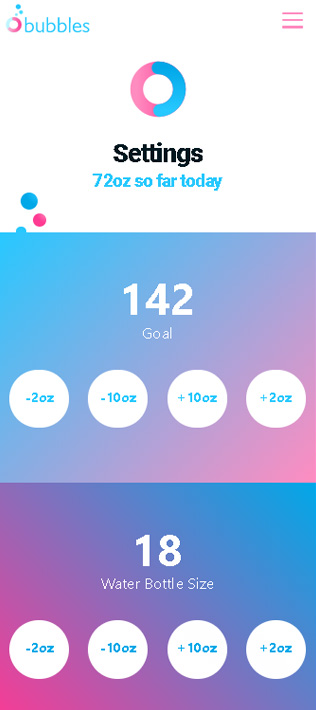 bubbles
Settings
72oz so far today
142
Goal
-2oz -10oz +10oz +2oz
18
Water Bottle Size
-2oz -10oz +10oz +2oz